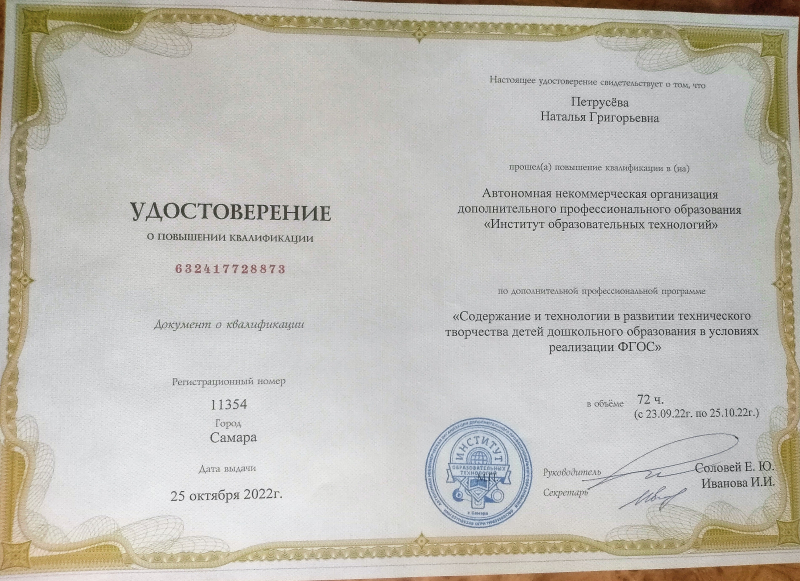 УДОСТОВЕРЕНИЕ
О ПОВЫШЕНИИ КВАЛИФИКАЦИИ
632417728873
Документ о квалификации
Регистрационный номер
11354
Город
Самара
Дата выдачи
25 октября 2022г.
Настоящее удостоверение свидетельствует о том, что
Петрусёва
Наталья Григорьевна
прошел(а) повышение квалификации в (на)
Автономная некоммерческая организация
дополнительного профессионального образования
«Институт образовательных технологий»
по дополнительной профессиональной программе
«Содержание и технологии в развитии технического
творчества детей дошкольного образования в условиях
реализации ФГОС»
в объёме 72 ч.
(с 23.09.22г. по 25.10.22г.)
ИНСТИТУТ
ОБРАЗОВАТЕЛЬНЫХ
ТЕХНОЛОГИЙ
г. Самара
Руководитель Соловей Е. Ю.
Секретарь Иванова И.И.